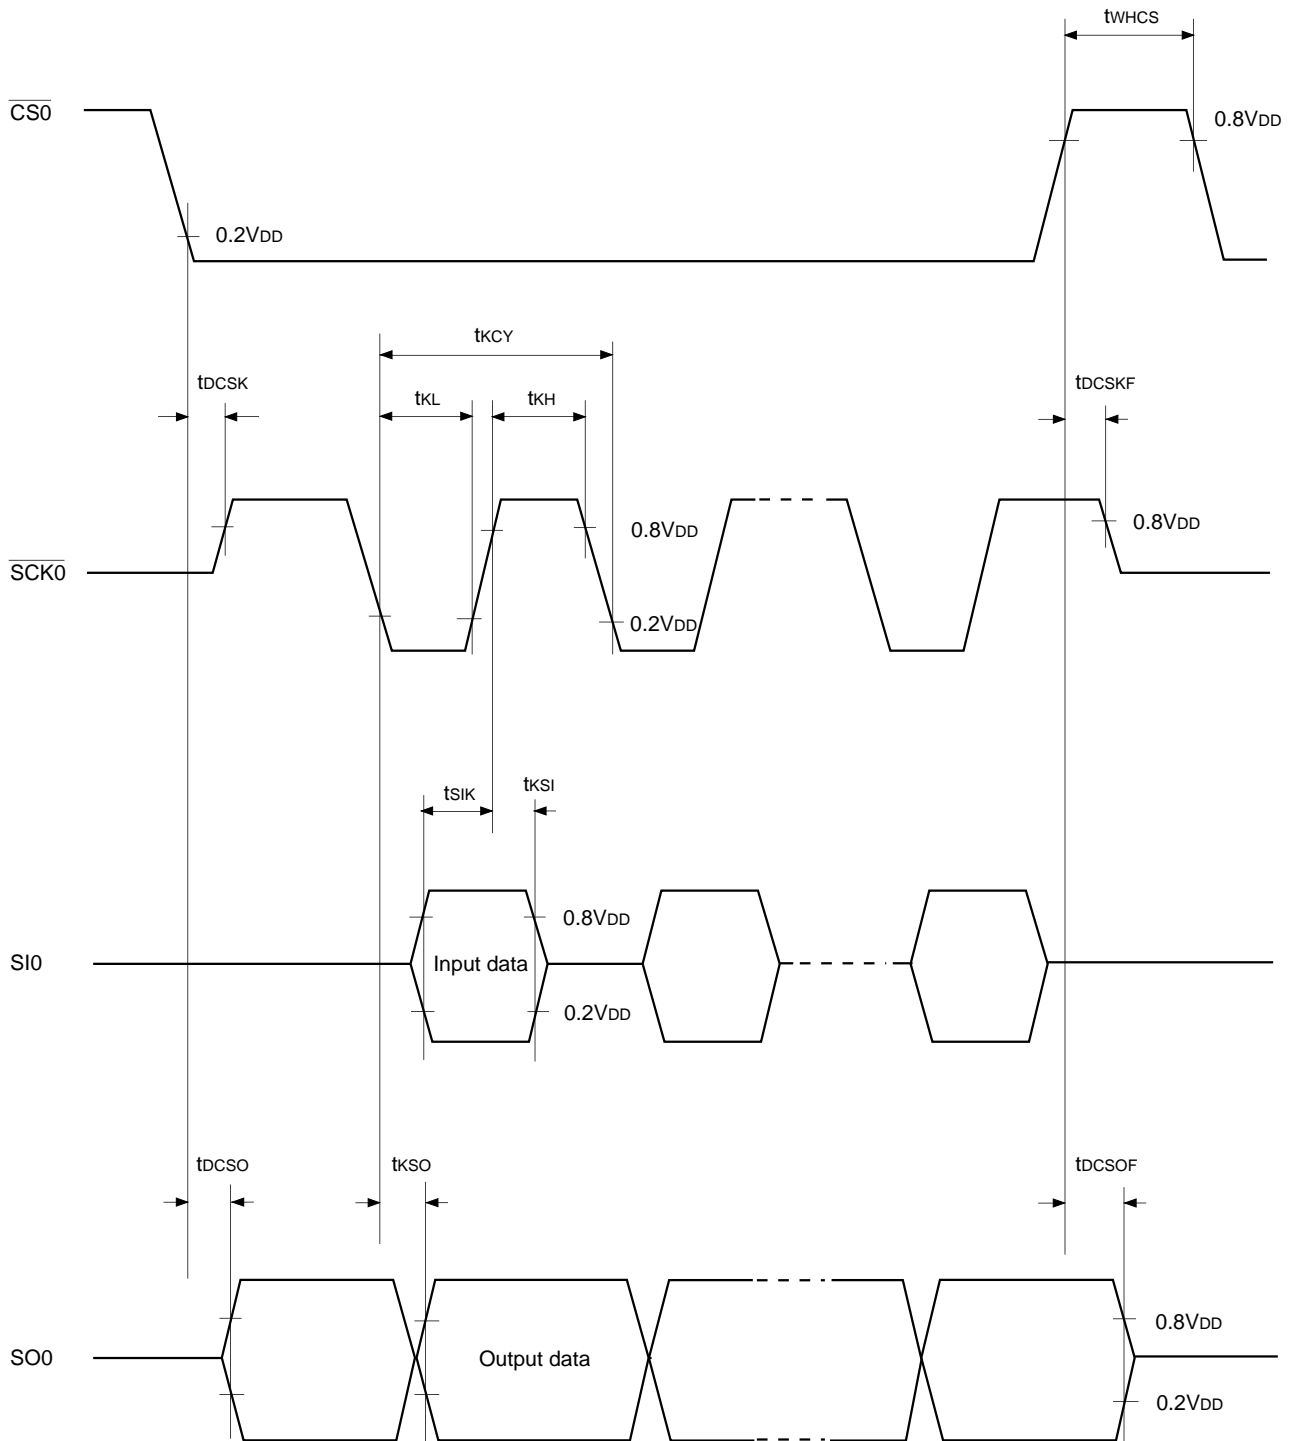 tWHCS
CS0
0.8VDD
0.2VDD
tKCY
tDCSK
tKL
tKH
tDCSKF
0.8VDD
0.8VDD
SCK0
0.2VDD
tSIK
tKSI
0.8VDD
SI0
Input data
0.2VDD
tDCSO
tKSO
tDCSOF
0.8VDD
SO0
Output data
0.2VDD